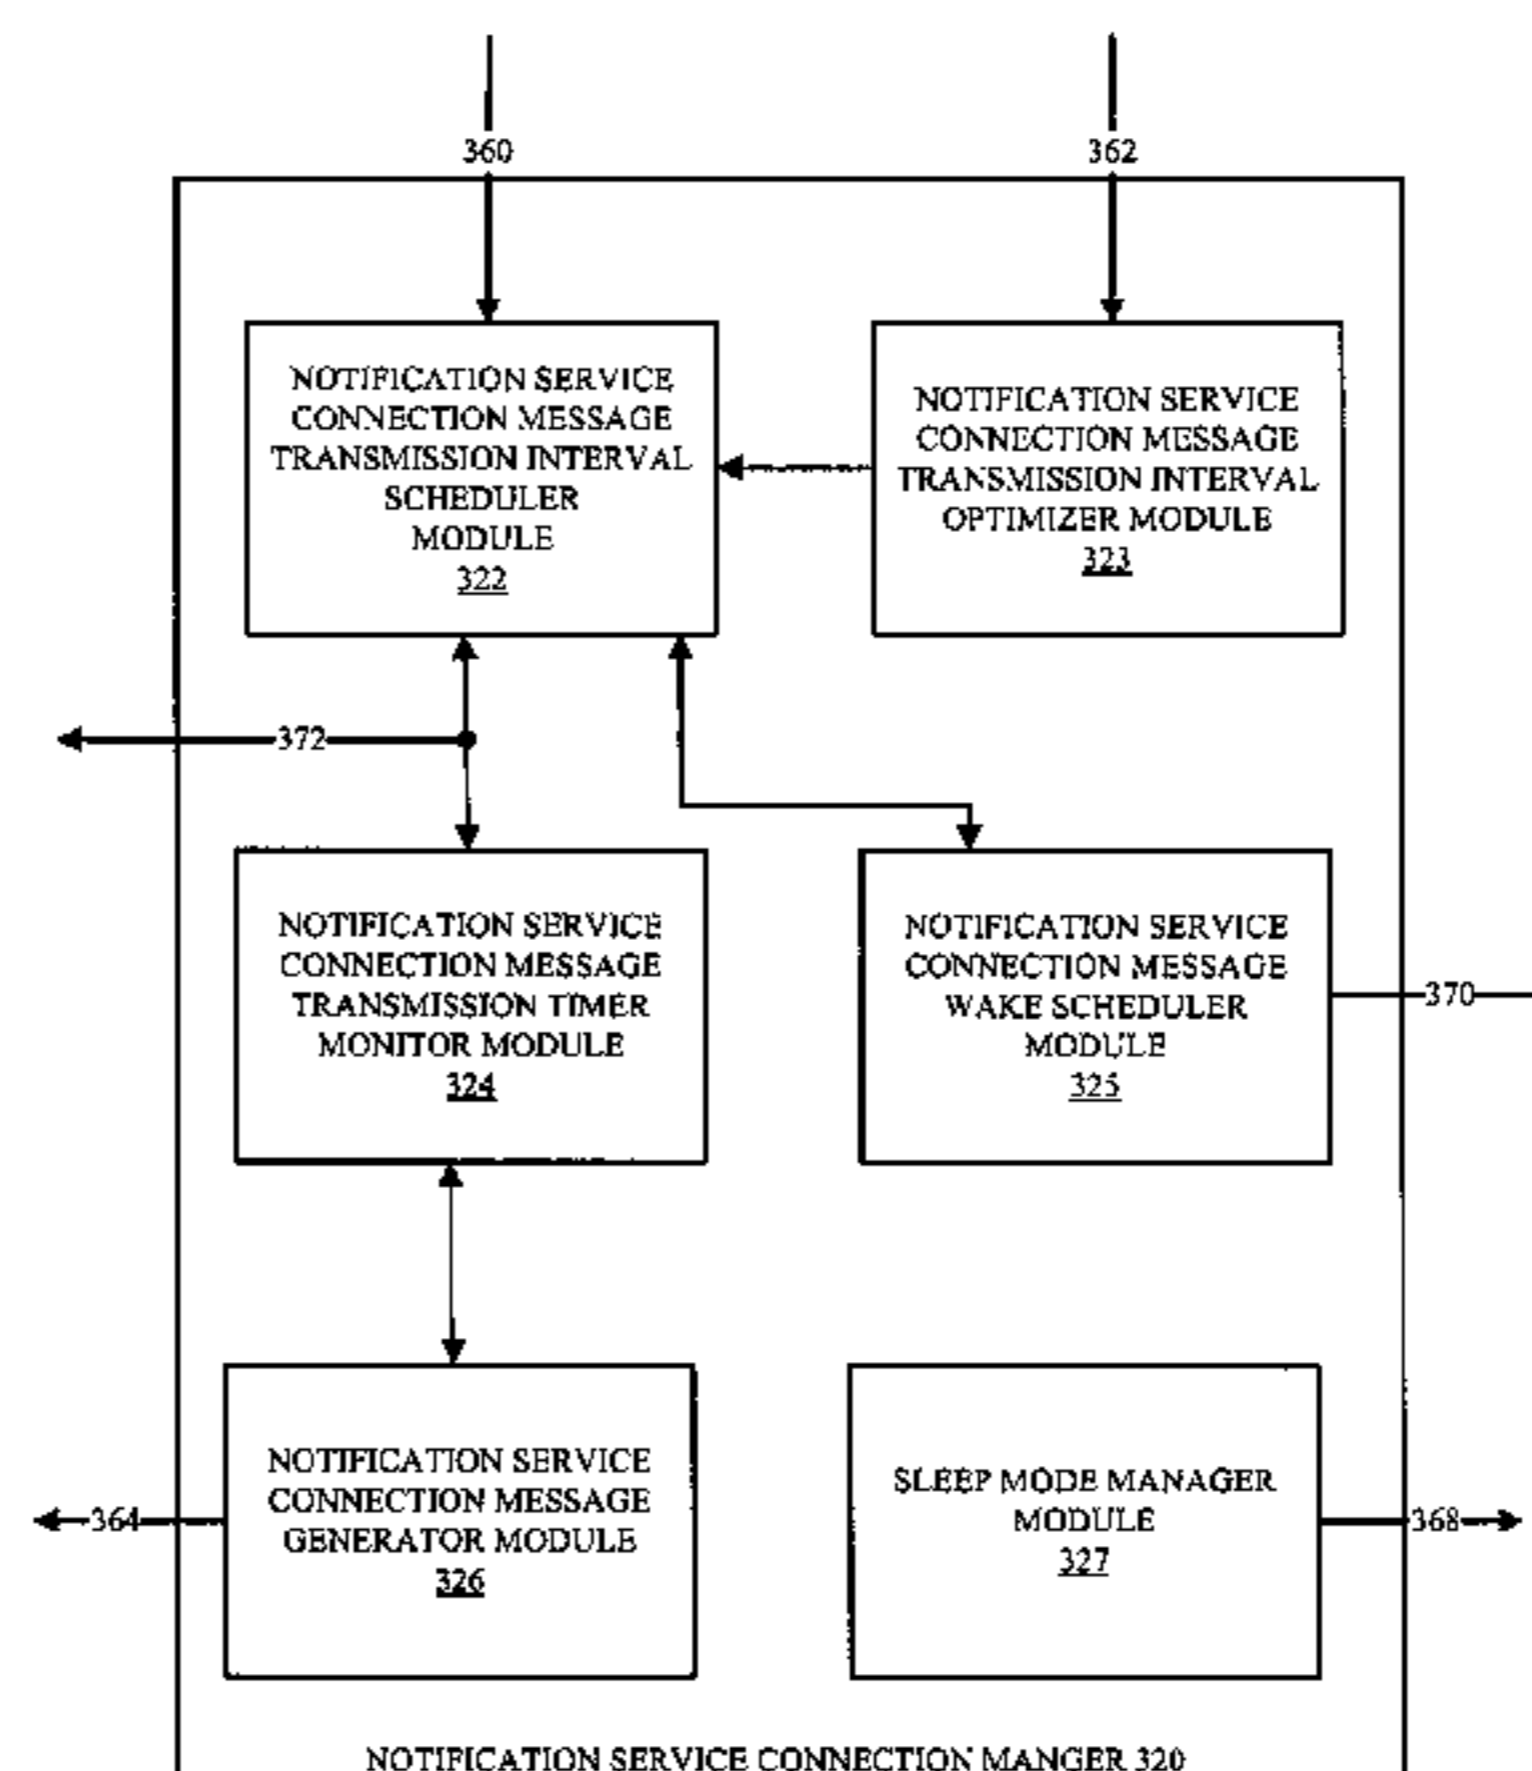 360
362
NOTIFICATION SERVICE
CONNECTION MESSAGE
TRANSMISSION INTERVAL
SCHEDULER
MODULE
322
NOTIFICATION SERVICE
CONNECTION MESSAGE
TRANSMISSION INTERVAL
OPTIMIZER MODULE
323
372
NOTIFICATION SERVICE
CONNECTION MESSAGE
TRANSMISSION TIMER
MONITOR MODULE
324
NOTIFICATION SERVICE
CONNECTION MESSAGE
WAKE SCHEDULER
MODULE
325
370
NOTIFICATION SERVICE
CONNECTION MESSAGE
GENERATOR MODULE
326
364
SLEEP MODE MANAGER
MODULE
327
368
NOTIFICATION SERVICE CONNECTION MANGER 320